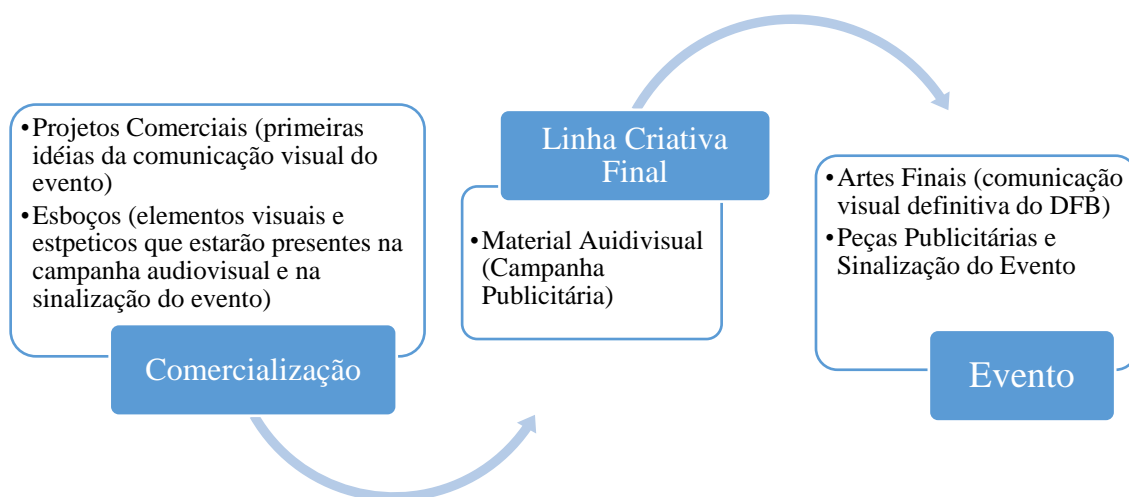 •Projetos Comerciais (primeiras
idéias da comunicação visual do
evento)
•Esboços (elementos visuais e
estpeticos que estarão presentes na
campanha audiovisual e na
sinalização do evento)
Comercialização
Linha Criativa
Final
•Material Auidivisual
(Campanha
Publicitária)
•Artes Finais (comunicação
visual definitiva do DFB)
•Peças Publicitárias e
Sinalização do Evento
Evento